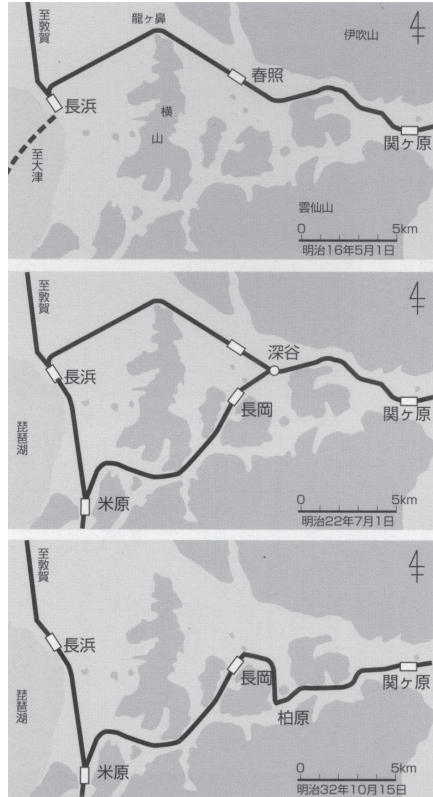 至敦賀
龍ヶ鼻
伊吹山
春照
長浜
横山
至大津
関ヶ原
雲仙山
0 5km
明治16年5月1日
至敦賀
深谷
長浜
長岡
関ヶ原
琵琶湖
米原
0 5km
明治22年7月1日
至敦賀
長浜
長岡
関ヶ原
琵琶湖
柏原
米原
0 5km
明治32年10月15日